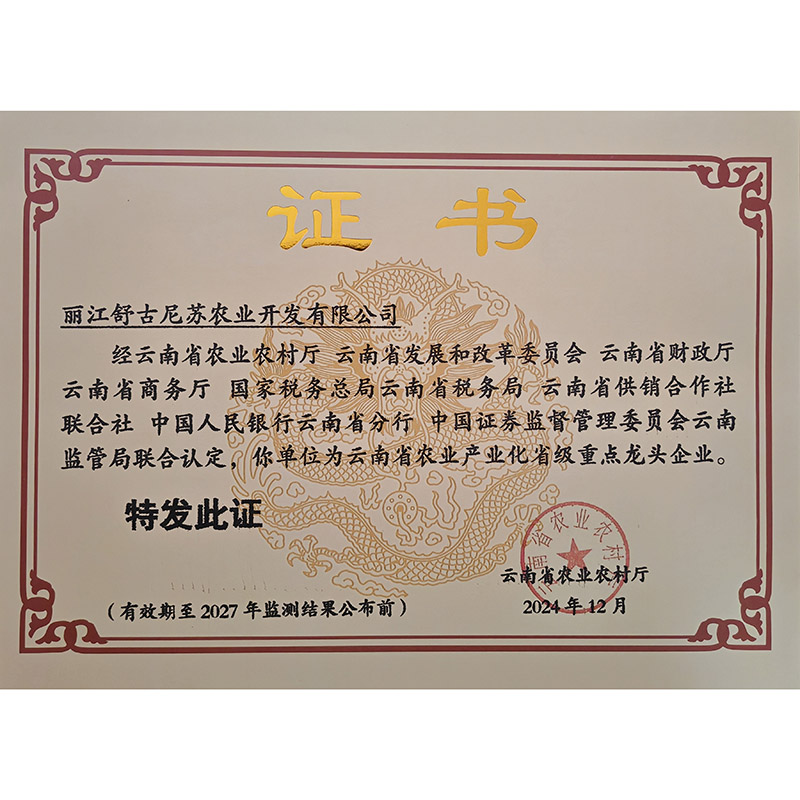 证书
丽江舒古尼苏农业开发有限公司
经云南省农业农村厅 云南省发展和改革委员会 云南省财政厅
云南省商务厅 国家税务总局云南省税务局 云南省供销合作社
联合社 中国人民银行云南省分行 中国证券监督管理委员会云南
监管局联合认定，你单位为云南省农业产业化省级重点龙头企业。
特发此证
云南省农业农村厅
云南省农业农村厅
2024年12月
（有效期至2027年监测结果公布前）